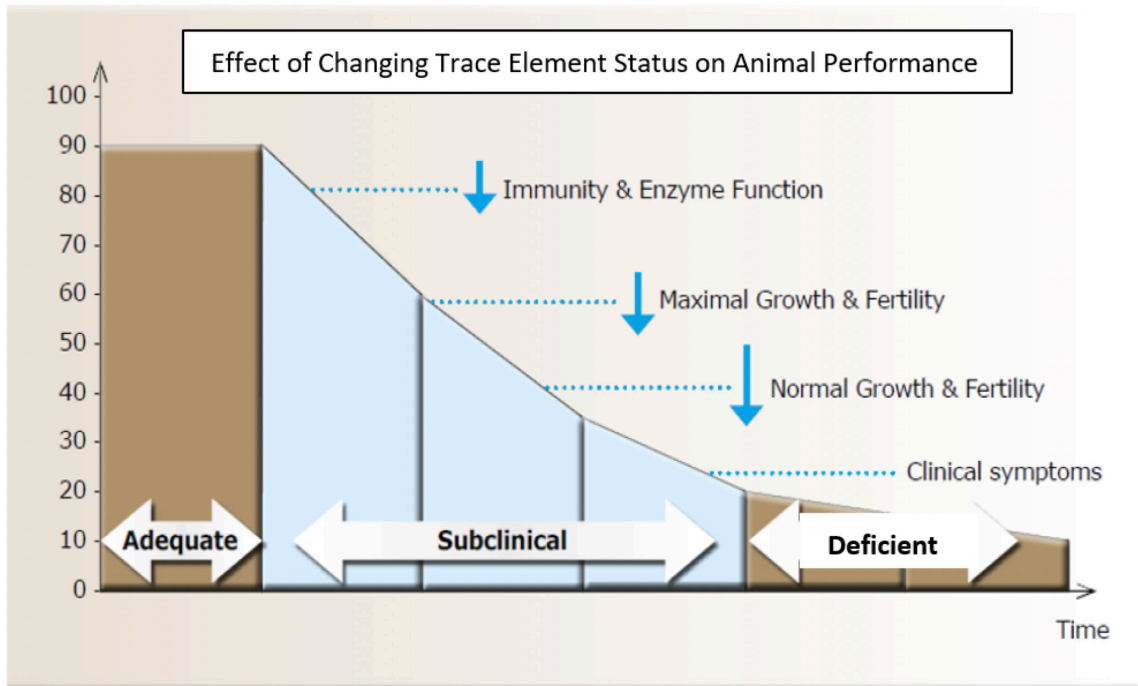 Effect of Changing Trace Element Status on Animal Performance
100
90
80
Immunity & Enzyme Function
70
60
Maximal Growth & Fertility
50
40
Normal Growth & Fertility
30
Clinical symptoms
20
10
Adequate
Subclinical
Deficient
0
Time